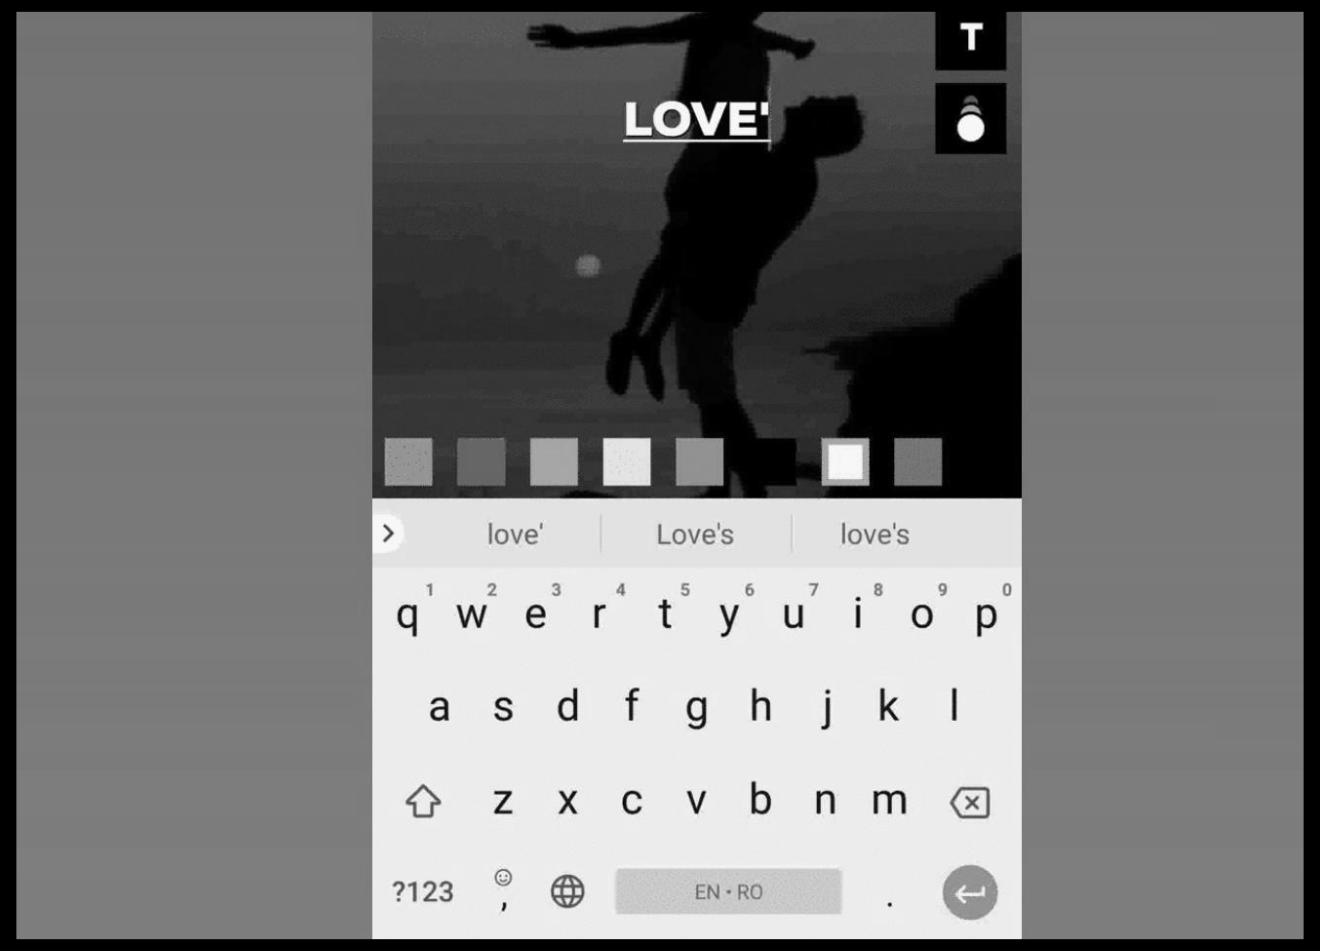 T
LOVE'
love' Love's love's
1 2 3 4 5 6 7 8 9 0
q w e r t y u i o p
a s d f g h j k l
z x c v b n m
?123 , EN • RO .